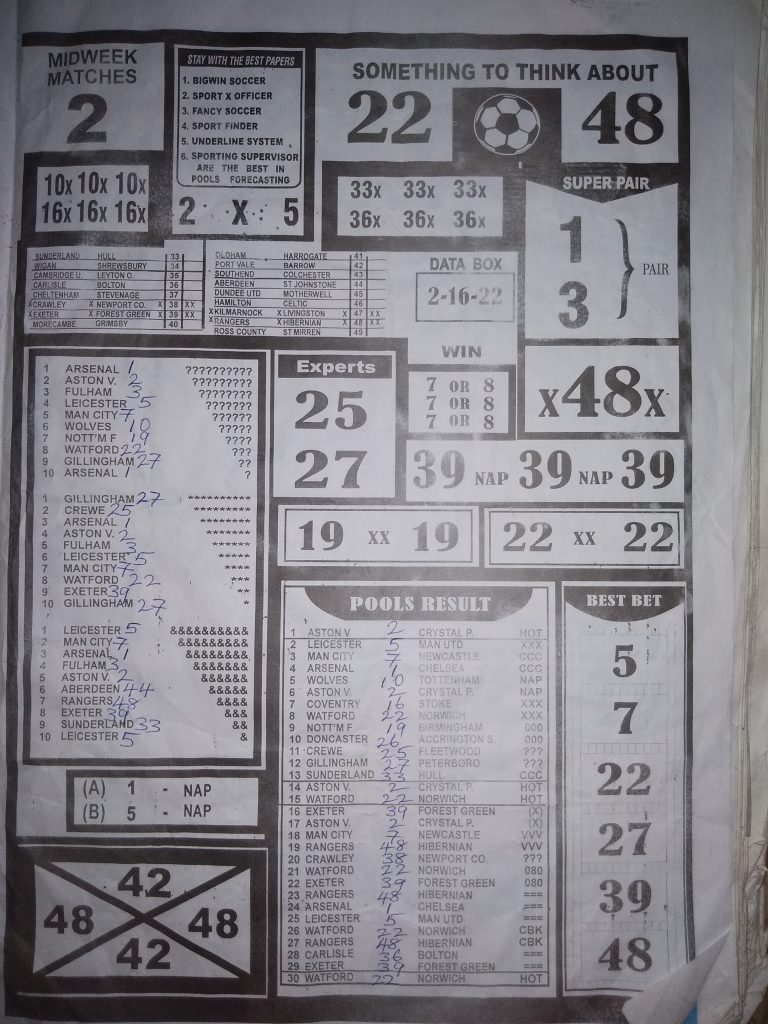 MIDWEEK
MATCHES
2
10x 10x 10x
16x 16x 16x
STAY WITH THE BEST PAPERS
1. BIGWIN SOCCER
2. SPORT X OFFICER
3. FANCY SOCCER
4. SPORT FINDER
5. UNDERLINE SYSTEM
6. SPORTING SUPERVISOR
ARE THE BEST IN
POOLS FORECASTING
2 X 5
SOMETHING TO THINK ABOUT
22 48
33x 33x 33x
36x 36x 36x
SUPER PAIR
1
3
PAIR
SUNDERLAND HULL 33
WIGAN SHREWSBURY 34
CAMBRIDGE U. LEYTON O. 35
CARLISLE BOLTON 36
CHELTENHAM STEVENAGE 37
XCRAWLEY X NEWPORT CO. X 38 XX
XEXETER X FOREST GREEN X 39 XX
MORECAMBE GRIMSBY 40
OLDHAM HARROGATE 41
PORT VALE BARROW 42
SOUTHEND COLCHESTER 43
ABERDEEN ST JOHNSTONE 44
DUNDEE UTD MOTHERWELL 45
HAMILTON CELTIC 46
XKILMARNOCK XLIVINGSTON X 47 XX
XRANGERS XHIBERNIAN X 48 XX
ROSS COUNTY ST MIRREN 49
DATA BOX
2-16-22
WIN
7 OR 8
7 OR 8
7 OR 8
x48x
Experts
25
27
39 NAP 39 NAP 39
19 XX 19
22 XX 22
1 ARSENAL 1 ??????????
2 ASTON V. 2 ?????????
3 FULHAM 3 ????????
4 LEICESTER 5 ???????
5 MAN CITY 7 ??????
6 WOLVES 10 ?????
7 NOTT'M F 19 ????
8 WATFORD 22 ???
9 GILLINGHAM 27 ??
10 ARSENAL 1 ?
1 GILLINGHAM 27 **********
2 CREWE 25 *********
3 ARSENAL 1 ********
4 ASTON V. 2 *******
5 FULHAM 3 ******
6 LEICESTER 5 *****
7 MAN CITY 7 ****
8 WATFORD 22 ***
9 EXETER 39 **
10 GILLINGHAM 27 *
1 LEICESTER 5 &&&&&&&&&&
2 MAN CITY 7 &&&&&&&&&
3 ARSENAL 1 &&&&&&&&
4 FULHAM 3 &&&&&&&
5 ASTON V. 2 &&&&&&
6 ABERDEEN 44 &&&&&
7 RANGERS 48 &&&&
8 EXETER 39 &&&
9 SUNDERLAND 33 &&
10 LEICESTER 5 &
(A) 1 - NAP
(B) 5 - NAP
42
48 48
42
POOLS RESULT
1 ASTON V. 2 CRYSTAL P. HOT
2 LEICESTER 5 MAN UTD XXX
3 MAN CITY 7 NEWCASTLE CCC
4 ARSENAL 1 CHELSEA CCC
5 WOLVES 10 TOTTENHAM NAP
6 ASTON V. 2 CRYSTAL P. NAP
7 COVENTRY 16 STOKE XXX
8 WATFORD 22 NORWICH XXX
9 NOTT'M F 19 BIRMINGHAM 000
10 DONCASTER 26 ACCRINGTON S. 000
11 CREWE 25 FLEETWOOD ???
12 GILLINGHAM 27 PETERBORO ???
13 SUNDERLAND 33 HULL CCC
14 ASTON V. 2 CRYSTAL P. HOT
15 WATFORD 22 NORWICH HOT
16 EXETER 39 FOREST GREEN (X)
17 ASTON V. 2 CRYSTAL P. (X)
18 MAN CITY 7 NEWCASTLE VVV
19 RANGERS 48 HIBERNIAN VVV
20 CRAWLEY 38 NEWPORT CO. ???
21 WATFORD 22 NORWICH 080
22 EXETER 39 FOREST GREEN 080
23 RANGERS 48 HIBERNIAN ===
24 ARSENAL 1 CHELSEA ===
25 LEICESTER 5 MAN UTD ===
26 WATFORD 22 NORWICH CBK
27 RANGERS 48 HIBERNIAN CBK
28 CARLISLE 36 BOLTON ===
29 EXETER 39 FOREST GREEN ===
30 WATFORD 22 NORWICH HOT
BEST BET
5
7
22
27
39
48